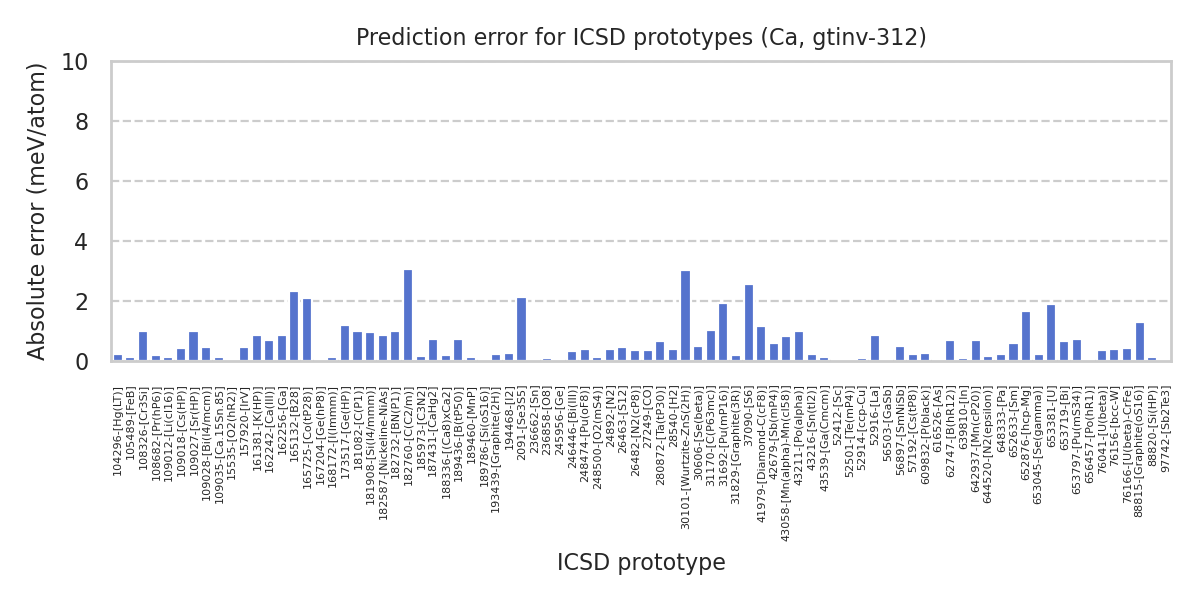 Prediction error for ICSD prototypes (Ca, gtinv-312)
Absolute error (meV/atom)
10
8
6
4
2
0
104296-[Hg(LT)]
105489-[FeB]
108326-[Cr3Si]
108682-[Pr(hP6)]
109012-[Li(cI16)]
109018-[Cs(HP)]
109027-[Sr(HP)]
109028-[Bi(I4/mcm)]
109035-[Ca.15Sn.85]
15535-[O2(hR2)]
157920-[IrV]
161381-[K(HP)]
162242-[Ca(III)]
162256-[Ga]
165132-[B28]
165725-[Co(tP28)]
167204-[Ge(hP8)]
168172-[I(Immm)]
173517-[Ge(HP)]
181082-[C(P1)]
181908-[Si(I4/mmm)]
182587-[Nickeline-NiAs]
182732-[BN(P1)]
182760-[C(C2/m)]
185973-[C3N2]
187431-[CaHg2]
188336-[(Ca8)xCa2]
189436-[B(tP50)]
189460-[MnP]
189786-[Si(oS16)]
193439-[Graphite(2H)]
194468-[I2]
2091-[Se3S5]
236662-[Sn]
236858-[O8]
245956-[Ge]
246446-[Bi(III)]
248474-[Pu(oF8)]
248500-[O2(mS4)]
24892-[N2]
26463-[S12]
26482-[N2(cP8)]
27249-[CO]
280872-[Ta(tP30)]
28540-[H2]
30101-[Wurtzite-ZnS(2H)]
30606-[Se(beta)]
31170-[C(P63mc)]
31692-[Pu(mP16)]
31829-[Graphite(3R)]
37090-[S6]
41979-[Diamond-C(cF8)]
42679-[Sb(mP4)]
43058-[Mn(alpha)-Mn(cI58)]
43211-[Po(alpha)]
43216-[Sn(tI2)]
43539-[Ga(Cmcm)]
52412-[Sc]
52501-[Te(mP4)]
52914-[ccp-Cu]
52916-[La]
56503-[GaSb]
56897-[SmNiSb]
57192-[Cs(tP8)]
609832-[P(black)]
616526-[As]
62747-[B(hR12)]
639810-[In]
642937-[Mn(cP20)]
644520-[N2(epsilon)]
648333-[Pa]
652633-[Sm]
652876-[hcp-Mg]
653045-[Se(gamma)]
653381-[U]
653719-[I]
653797-[Pu(mS34)]
656457-[Po(hR1)]
76041-[U(beta)]
76156-[bcc-W]
76166-[U(beta)-CrFe]
88815-[Graphite(oS16)]
88820-[Si(HP)]
97742-[Sb2Te3]
ICSD prototype